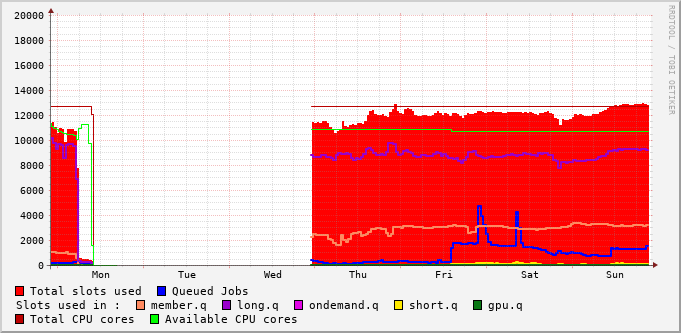 20000
18000
16000
14000
12000
10000
8000
6000
4000
2000
0
Mon Tue Wed Thu Fri Sat Sun
RRDTOOL / TOBI OETIKER
Total slots used Queued Jobs
Slots used in : member.q long.q ondemand.q short.q gpu.q
Total CPU cores Available CPU cores